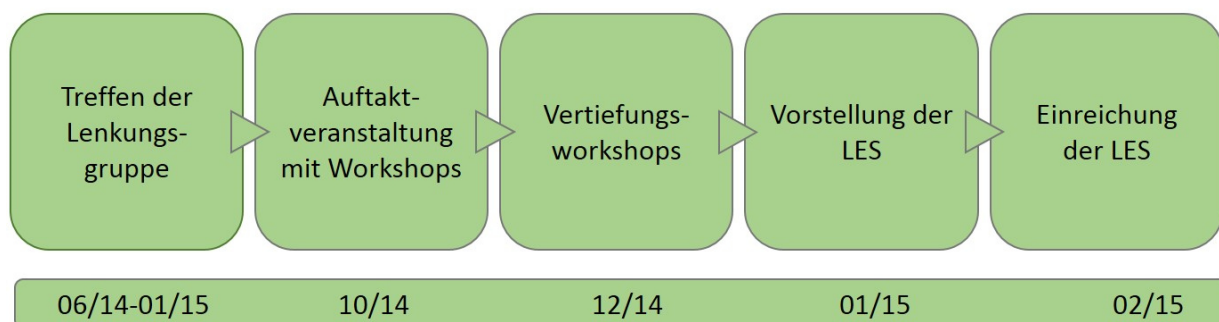 Treffen der
Lenkungs-
gruppe
Auftakt-
veranstaltung
mit Workshops
Vertiefungs-
workshops
Vorstellung der
LES
Einreichung
der LES
06/14-01/15 10/14 12/14 01/15 02/15